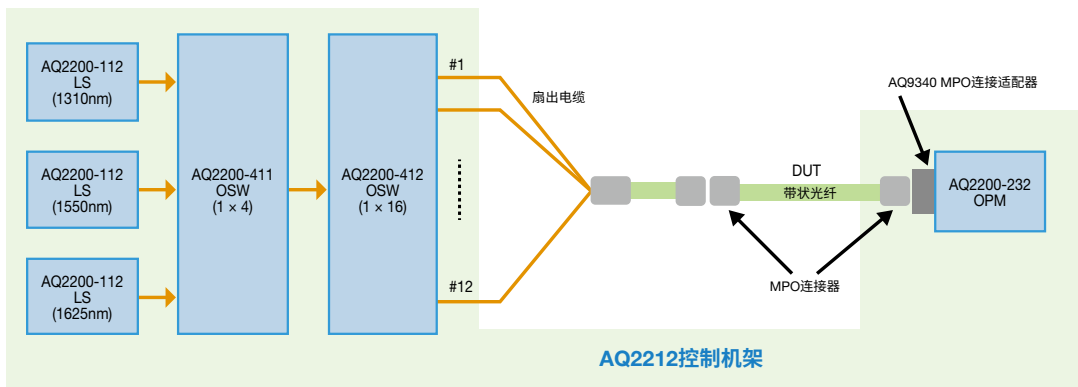 AQ2200-112
LS
(1310nm)
AQ2200-112
LS
(1550nm)
AQ2200-112
LS
(1625nm)
AQ2200-411
OSW
(1 × 4)
AQ2200-412
OSW
(1 × 16)
#1
扇出电缆
#12
DUT
带状光纤
MPO连接器
AQ9340 MPO连接适配器
AQ2200-232
OPM
AQ2212控制机架